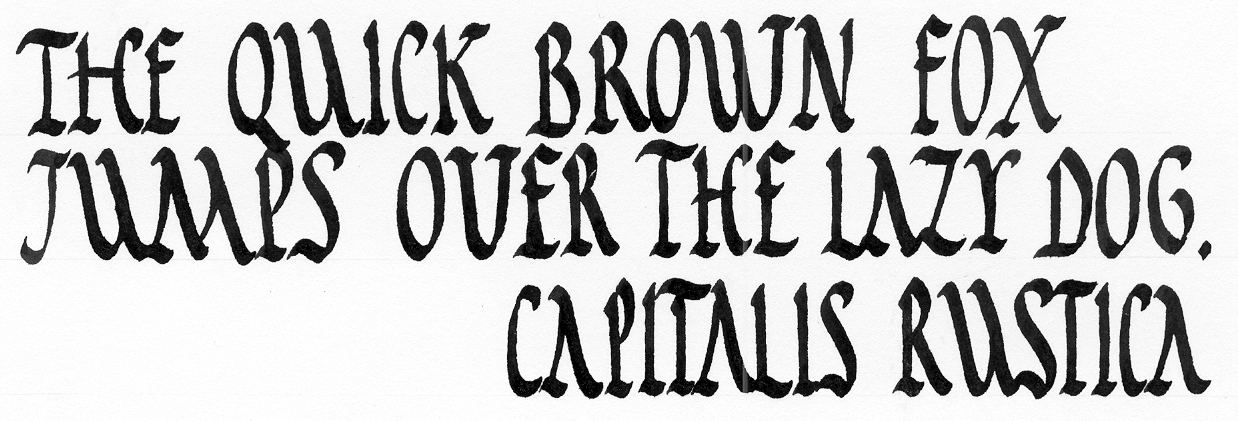 THE QUICK BROWN FOX
JUMPS OVER THE LAZY DOG.
CAPITALIS RUSTICA